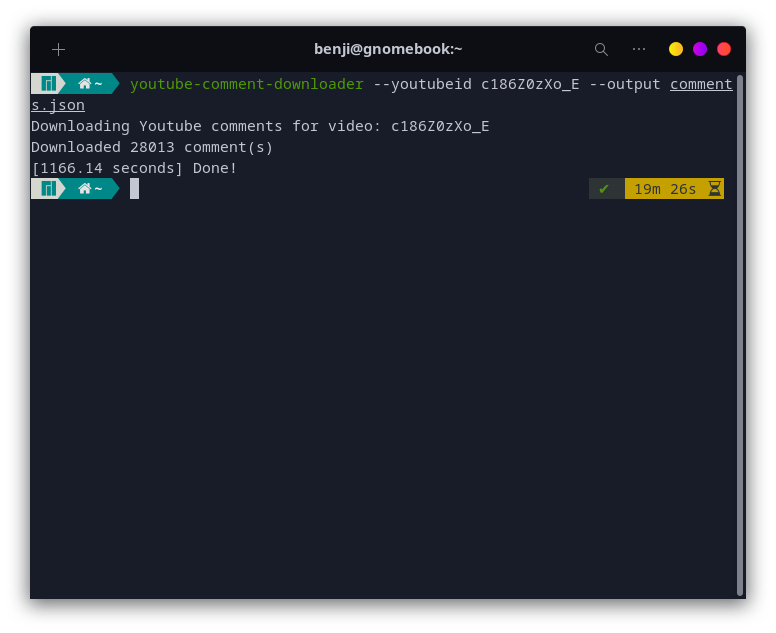 benji@gnomebook:~
~ youtube-comment-downloader --youtubeid c186Z0zXo_E --output comment
s.json
Downloading Youtube comments for video: c186Z0zXo_E
Downloaded 28013 comment(s)
[1166.14 seconds] Done!
~ ✔ 19m 26s